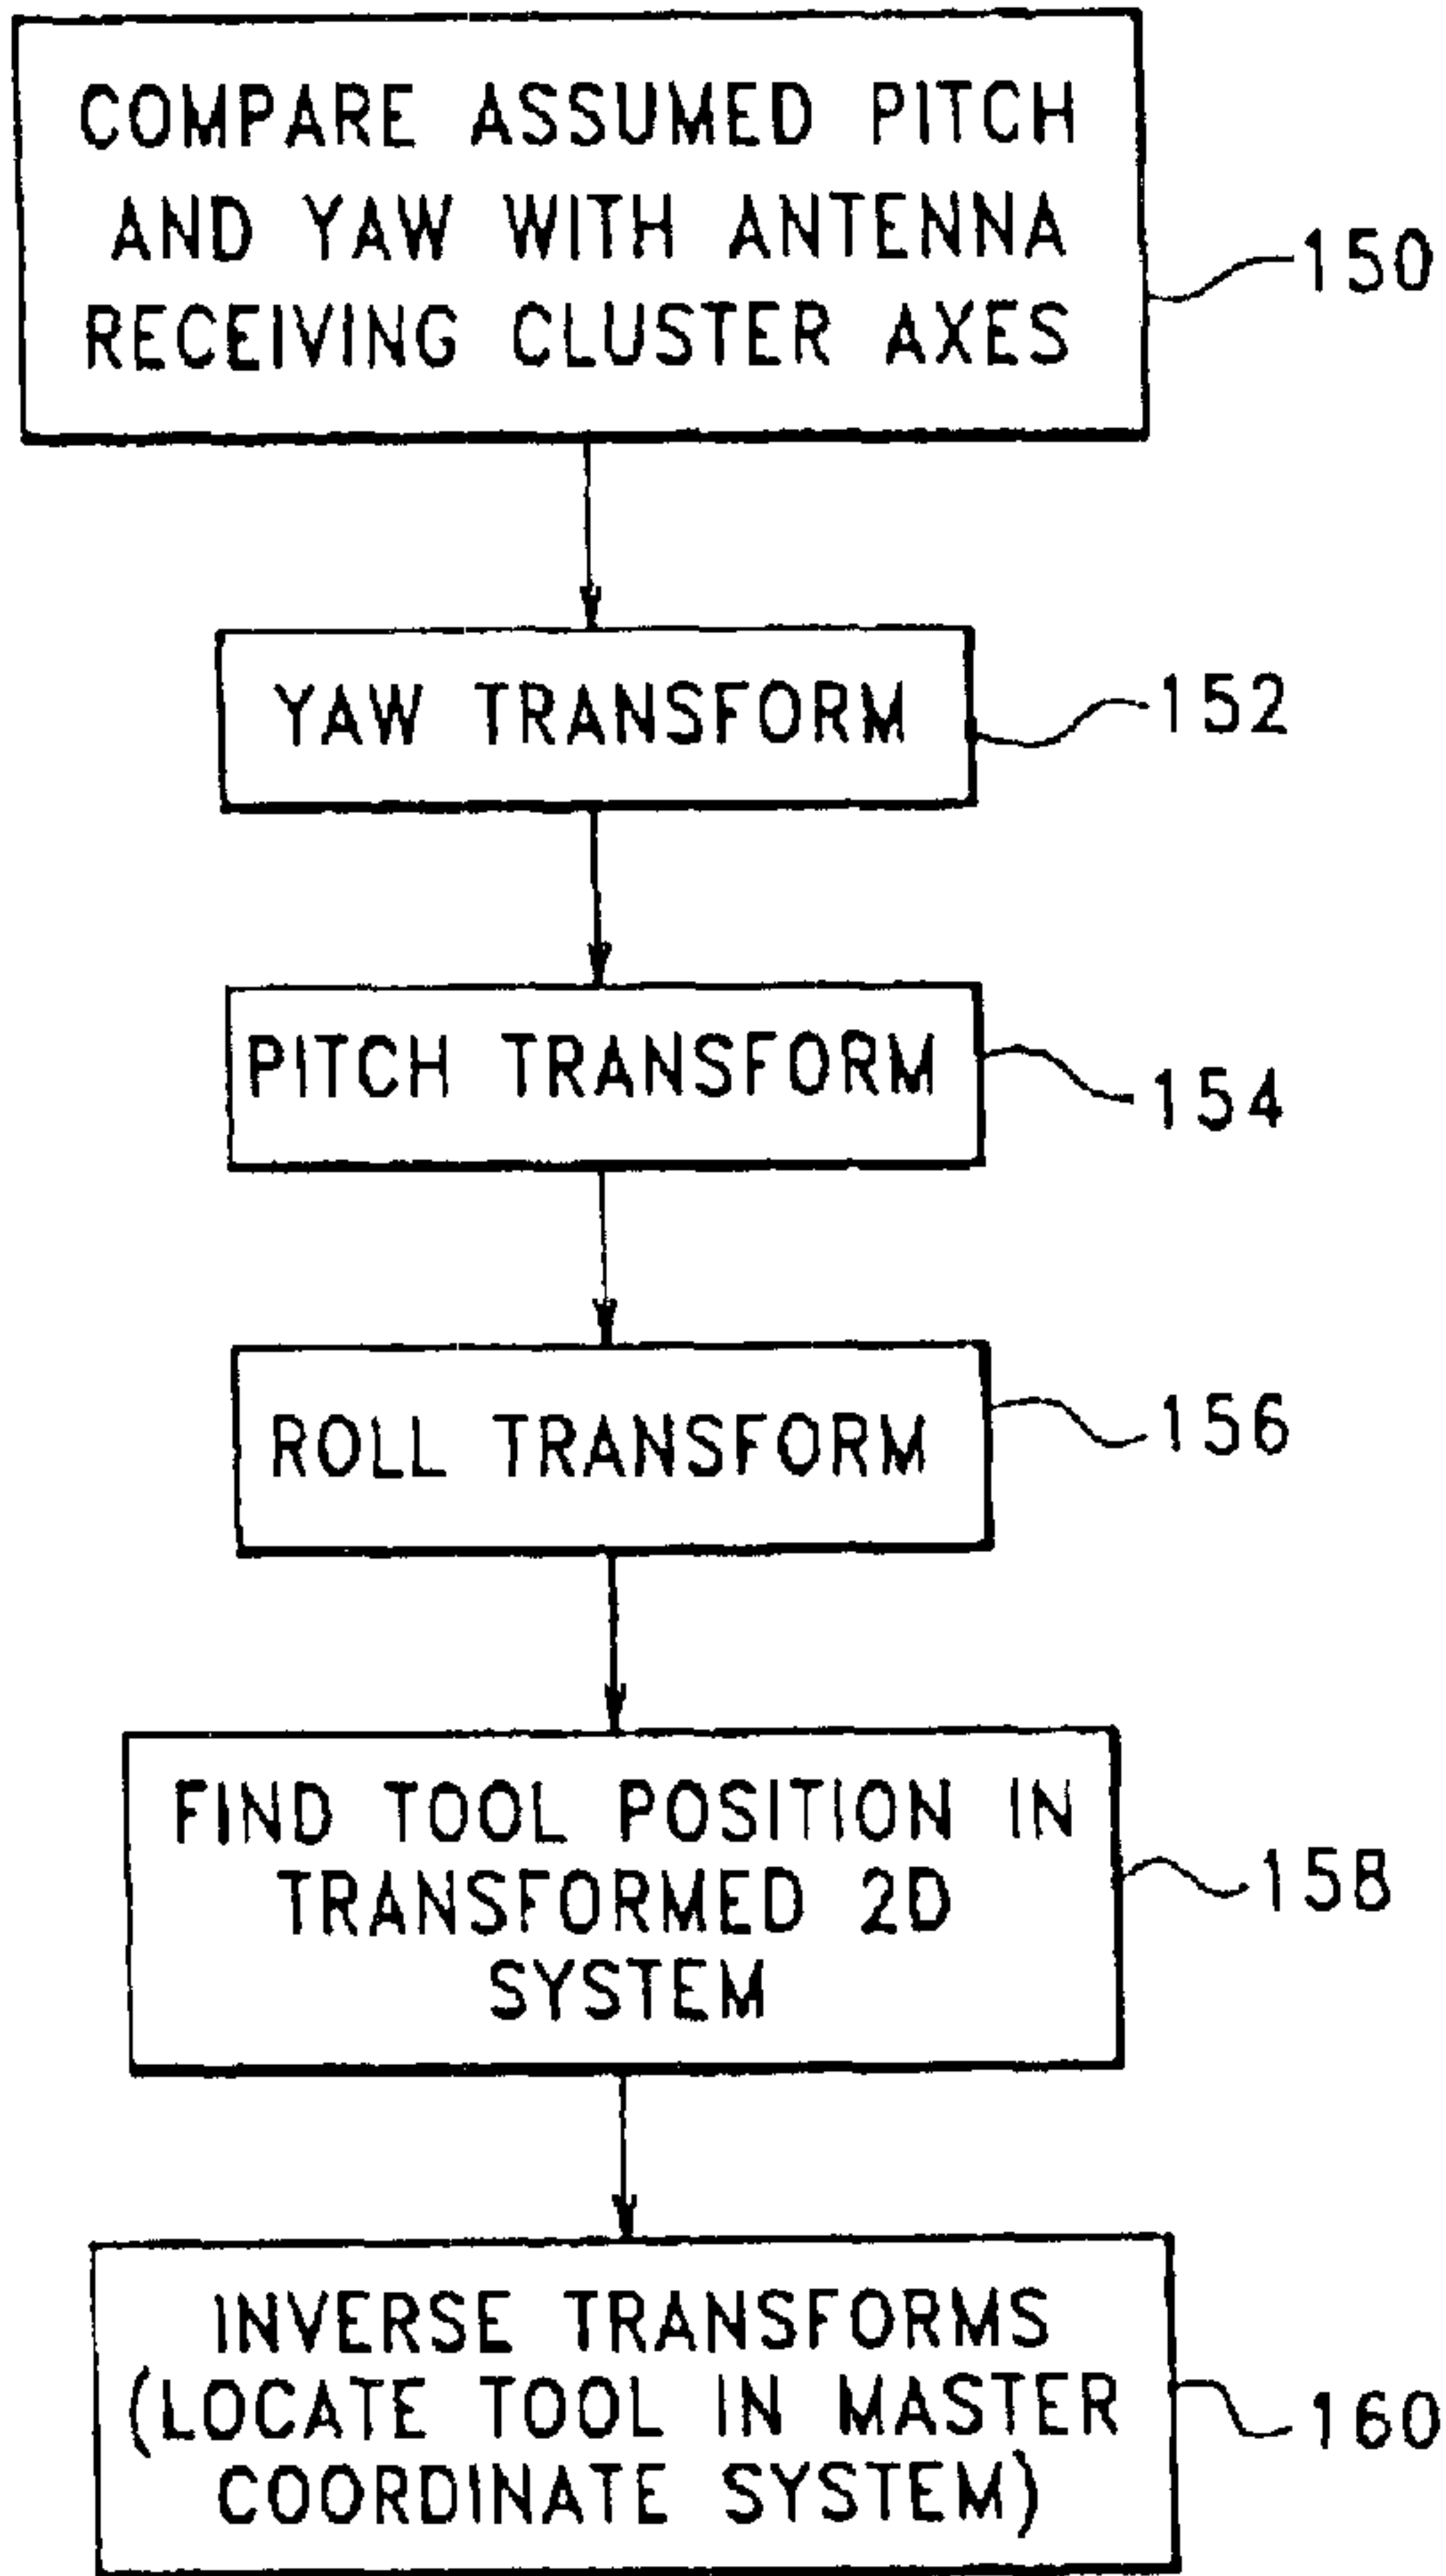 COMPARE ASSUMED PITCH
AND YAW WITH ANTENNA
RECEIVING CLUSTER AXES
150
YAW TRANSFORM
152
PITCH TRANSFORM
154
ROLL TRANSFORM
156
FIND TOOL POSITION IN
TRANSFORMED 2D
SYSTEM
158
INVERSE TRANSFORMS
(LOCATE TOOL IN MASTER
COORDINATE SYSTEM)
160